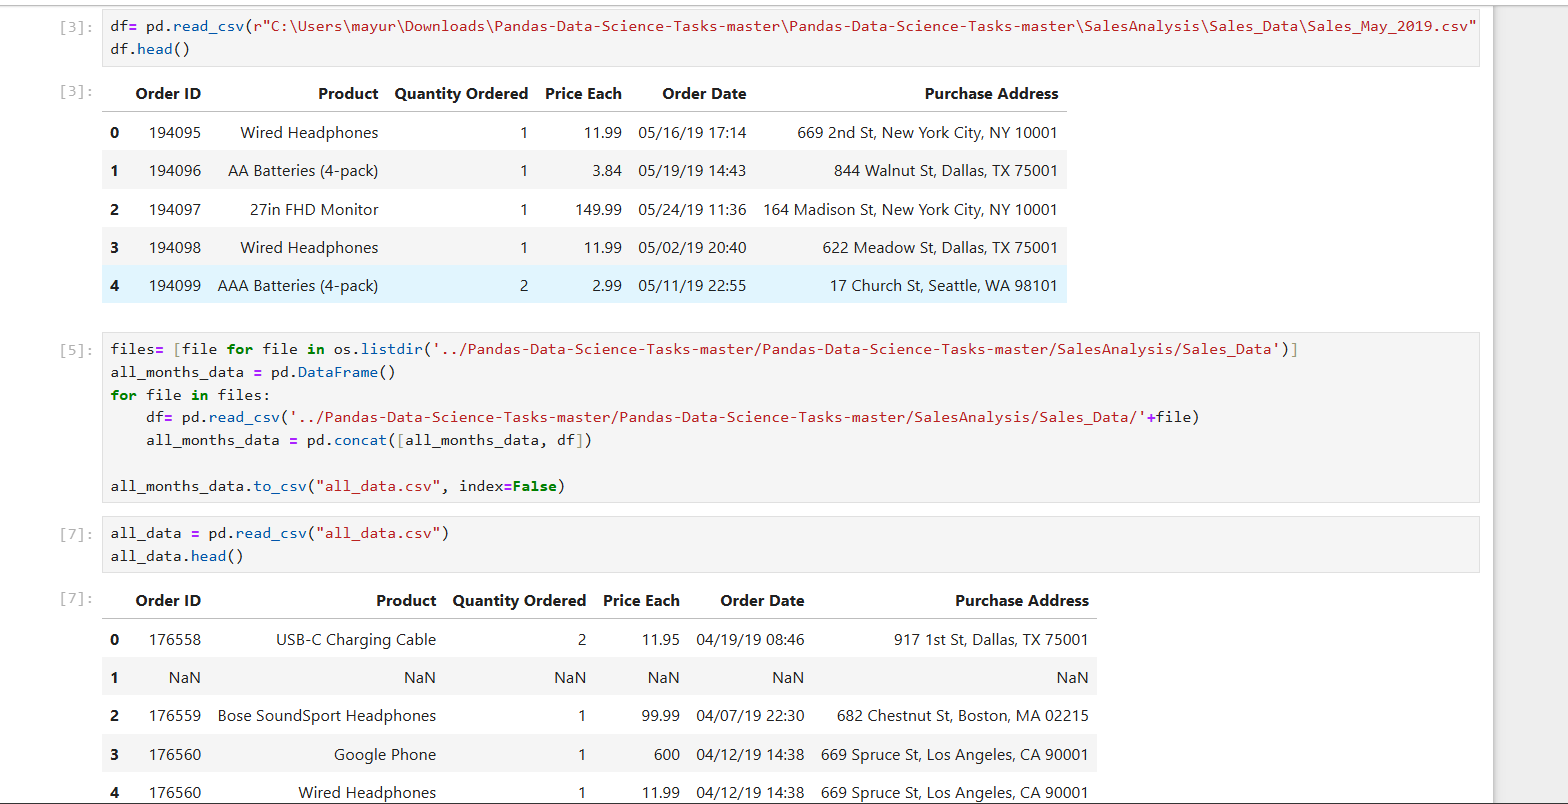 [3]: df= pd.read_csv(r"C:\Users\mayur\Downloads\Pandas-Data-Science-Tasks-master\Pandas-Data-Science-Tasks-master\SalesAnalysis\Sales_Data\Sales_May_2019.csv"
df.head()
[3]: Order ID Product Quantity Ordered Price Each Order Date Purchase Address
0 194095 Wired Headphones 1 11.99 05/16/19 17:14 669 2nd St, New York City, NY 10001
1 194096 AA Batteries (4-pack) 1 3.84 05/19/19 14:43 844 Walnut St, Dallas, TX 75001
2 194097 27in FHD Monitor 1 149.99 05/24/19 11:36 164 Madison St, New York City, NY 10001
3 194098 Wired Headphones 1 11.99 05/02/19 20:40 622 Meadow St, Dallas, TX 75001
4 194099 AAA Batteries (4-pack) 2 2.99 05/11/19 22:55 17 Church St, Seattle, WA 98101
[5]: files= [file for file in os.listdir('../Pandas-Data-Science-Tasks-master/Pandas-Data-Science-Tasks-master/SalesAnalysis/Sales_Data')]
all_months_data = pd.DataFrame()
for file in files:
    df= pd.read_csv('../Pandas-Data-Science-Tasks-master/Pandas-Data-Science-Tasks-master/SalesAnalysis/Sales_Data/'+file)
    all_months_data = pd.concat([all_months_data, df])
all_months_data.to_csv("all_data.csv", index=False)
[7]: all_data = pd.read_csv("all_data.csv")
all_data.head()
[7]: Order ID Product Quantity Ordered Price Each Order Date Purchase Address
0 176558 USB-C Charging Cable 2 11.95 04/19/19 08:46 917 1st St, Dallas, TX 75001
1 NaN NaN NaN NaN NaN NaN
2 176559 Bose SoundSport Headphones 1 99.99 04/07/19 22:30 682 Chestnut St, Boston, MA 02215
3 176560 Google Phone 1 600 04/12/19 14:38 669 Spruce St, Los Angeles, CA 90001
4 176560 Wired Headphones 1 11.99 04/12/19 14:38 669 Spruce St, Los Angeles, CA 90001